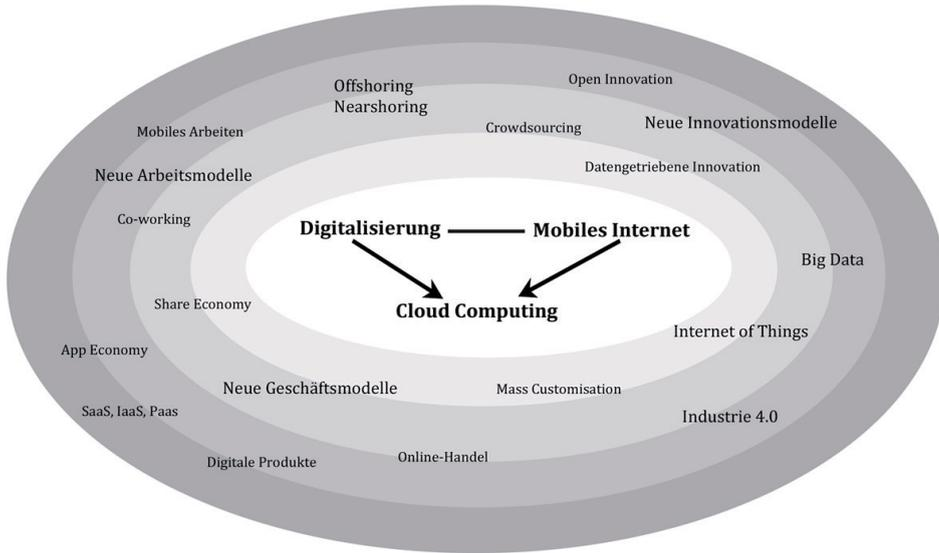 Offshoring
Nearshoring
Open Innovation
Mobiles Arbeiten
Crowdsourcing
Neue Innovationsmodelle
Neue Arbeitsmodelle
Datengetriebene Innovation
Co-working
Digitalisierung
Mobiles Internet
Big Data
Share Economy
Cloud Computing
Internet of Things
App Economy
Neue Geschäftsmodelle
Mass Customisation
SaaS, IaaS, Paas
Industrie 4.0
Digitale Produkte
Online-Handel